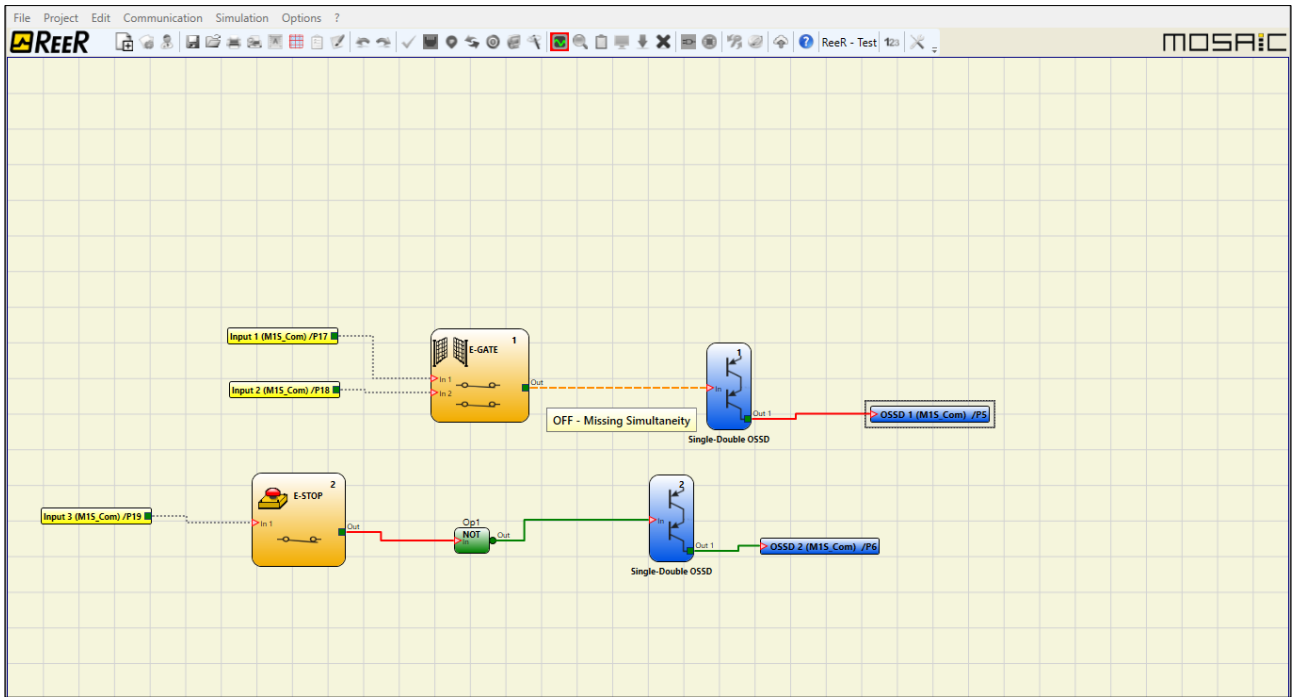 File Project Edit Communication Simulation Options ?
REER
ReeR - Test 123
MOSAIC
Input 1 (M1S_Com) /P17
1
E-GATE
In 1
In 2
Out
Input 2 (M1S_Com) /P18
1
In
Out 1
Single-Double OSSD
OSSD 1 (M1S_Com) /P5
OFF - Missing Simultaneity
Input 3 (M1S_Com) /P19
2
E-STOP
In 1
Out
Op1
NOT
In
Out
2
In
Out 1
Single-Double OSSD
OSSD 2 (M1S_Com) /P6